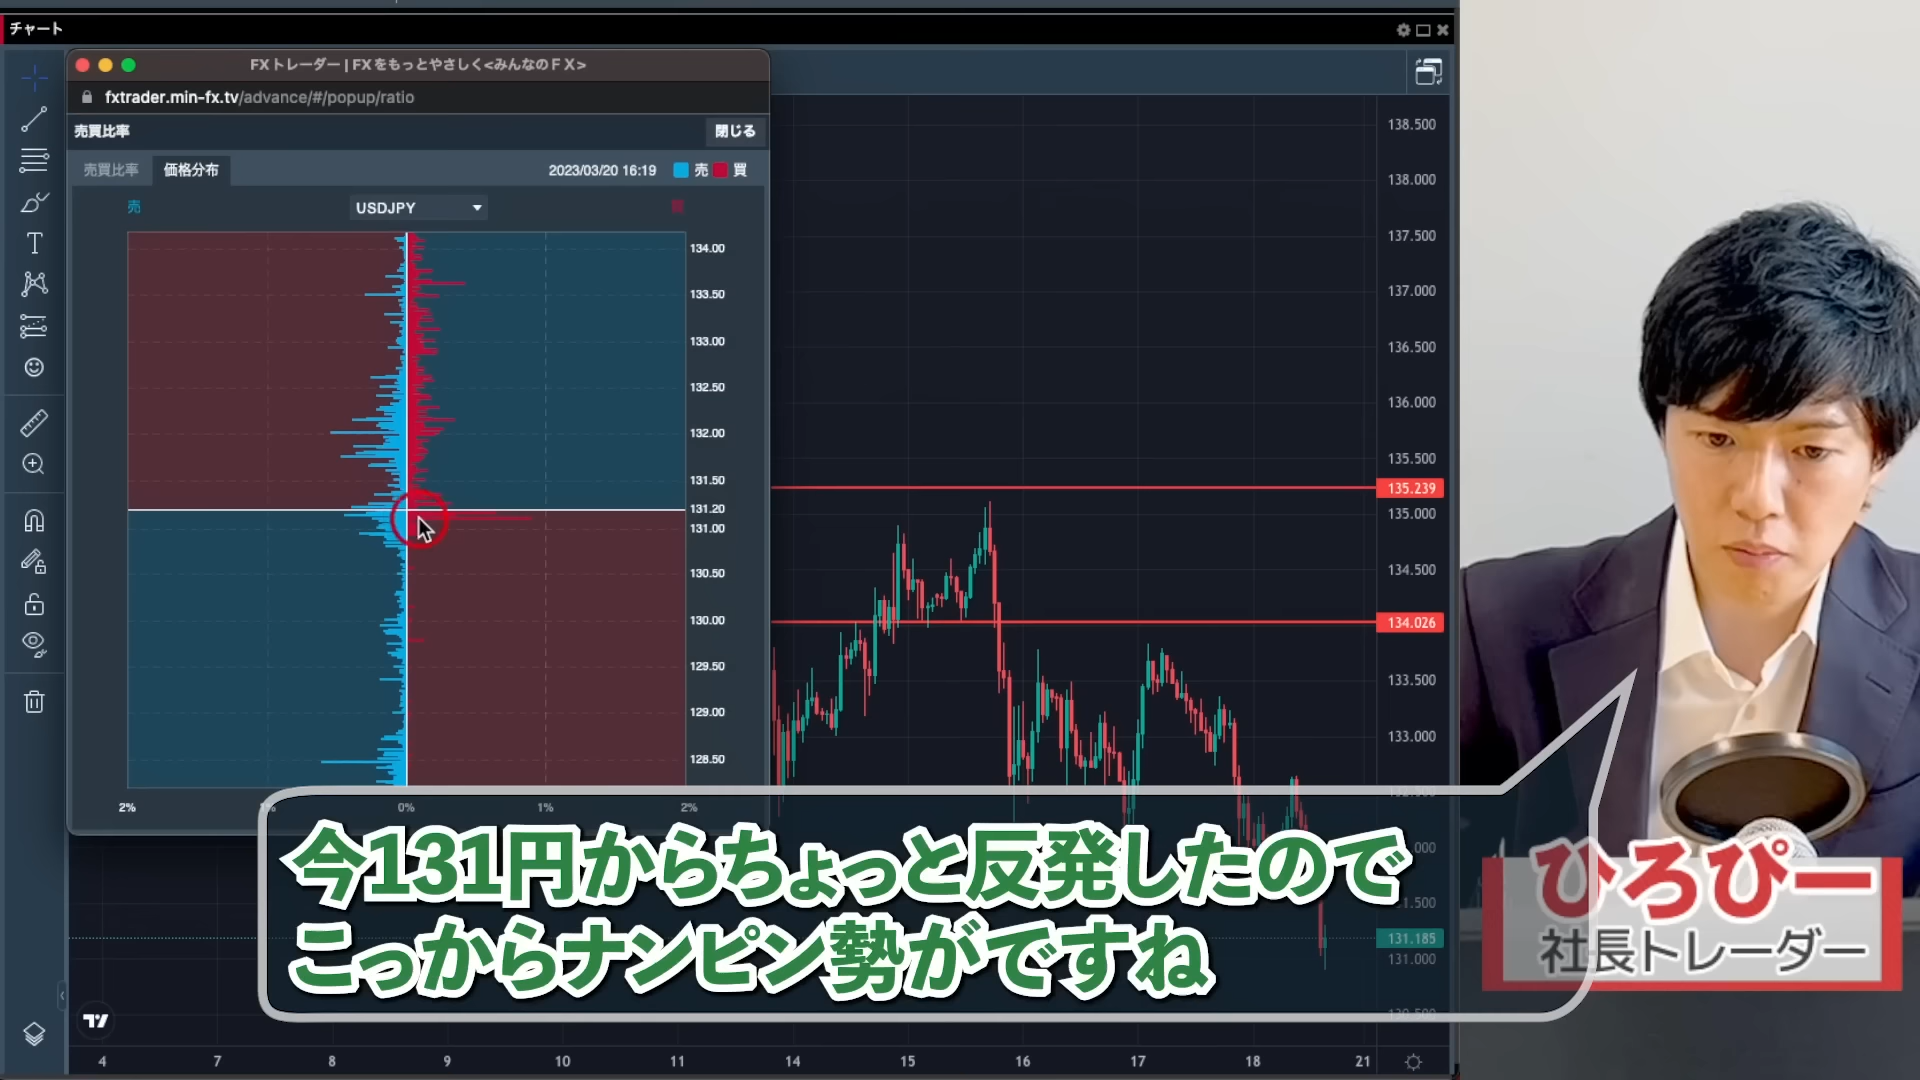 チャート
FXトレーダー | FXをもっとやさしく<みんなのFX>
fxtrader.min-fx.tv/advance/#/popup/ratio
売買比率
閉じる
売買比率 価格分布
2023/03/20 16:19 売 買
売
USDJPY
買
134.00
133.50
133.00
132.50
132.00
131.50
131.20
131.00
130.50
130.00
129.50
129.00
128.50
2% 1% 0% 1% 2%
138.500
138.000
137.500
137.000
136.500
136.000
135.500
135.239
135.000
134.500
134.026
133.500
133.000
131.185
131.000
今131円からちょっと反発したので
こっからナンピン勢がですね
ひろぴー
社長トレーダー
4 7 8 9 10 11 14 15 16 17 18 21